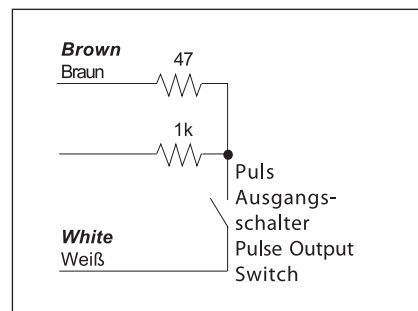 Brown
Braun
47
1k
Puls
Ausgangs-
schalter
Pulse Output
Switch
White
Weiß